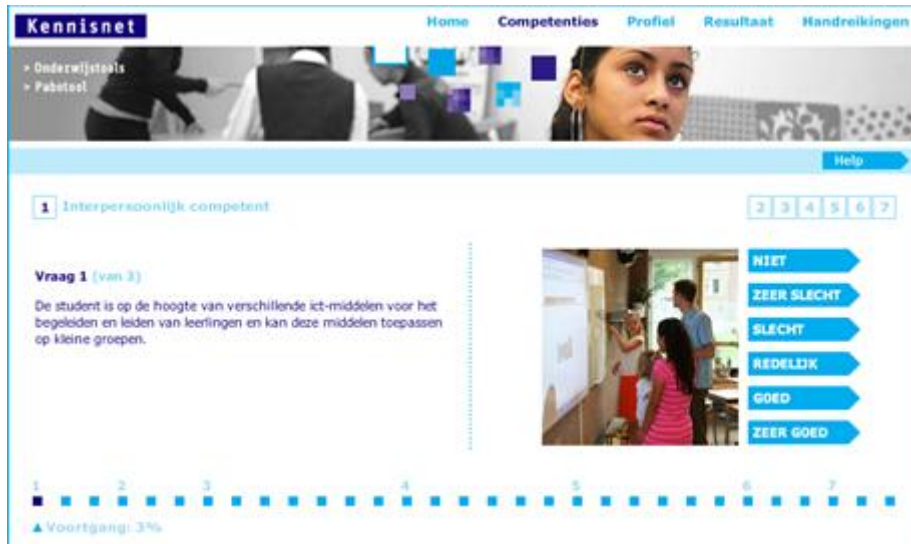 Kennisnet
Home Competenties Profiel Resultaat Handreikingen
> Onderwijstools
> Pabotool
Help
1 Interpersoonlijk competent
2 3 4 5 6 7
Vraag 1 (van 3)
De student is op de hoogte van verschillende ict-middelen voor het
begeleiden en leiden van leerlingen en kan deze middelen toepassen
op kleine groepen.
NIET
ZEER SLECHT
SLECHT
REDELIJK
GOED
ZEER GOED
1 2 3 4 5 6 7
▲ Voortgang: 3%